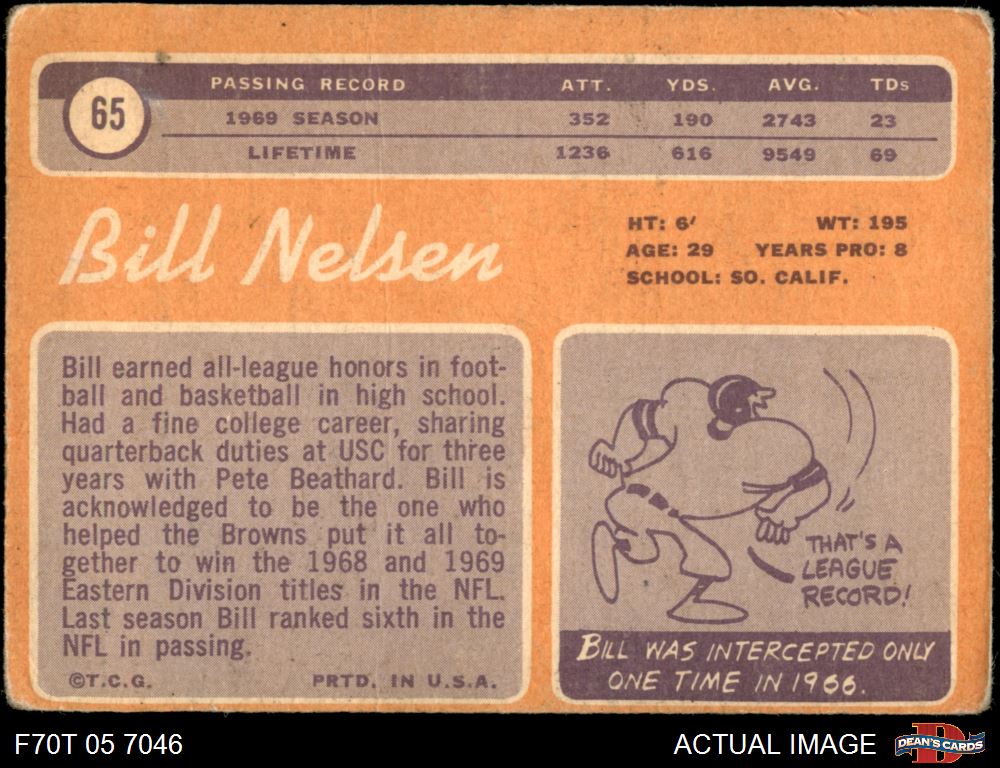 65
PASSING RECORD ATT. YDS. AVG. TDs
1969 SEASON 352 190 2743 23
LIFETIME 1236 616 9549 69
Bill Nelsen
HT: 6' WT: 195
AGE: 29 YEARS PRO: 8
SCHOOL: SO. CALIF.
Bill earned all-league honors in foot-
ball and basketball in high school.
Had a fine college career, sharing
quarterback duties at USC for three
years with Pete Beathard. Bill is
acknowledged to be the one who
helped the Browns put it all to-
gether to win the 1968 and 1969
Eastern Division titles in the NFL.
Last season Bill ranked sixth in the
NFL in passing.
©T.C.G. PRTD. IN U.S.A.
THAT'S A
LEAGUE
RECORD!
BILL WAS INTERCEPTED ONLY
ONE TIME IN 1966.
F70T 05 7046 ACTUAL IMAGE DEAN'S CARDS